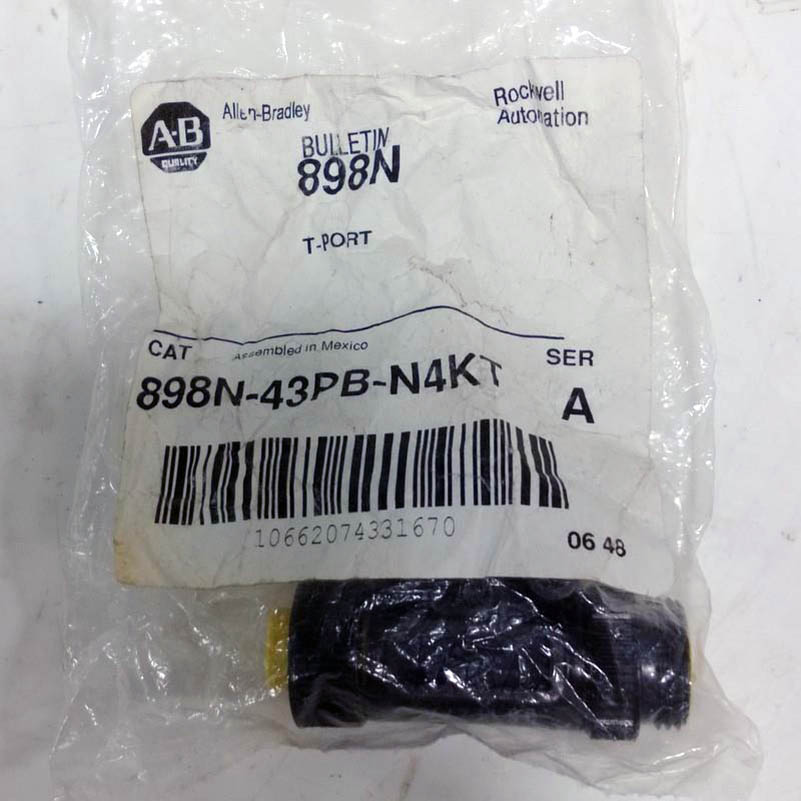 A-B
QUALITY
Allen-Bradley
Rockwell
Automation
BULLETIN
898N
T-PORT
CAT
Assembled in Mexico
SER
898N-43PB-N4KT
A
10662074331670
06 48